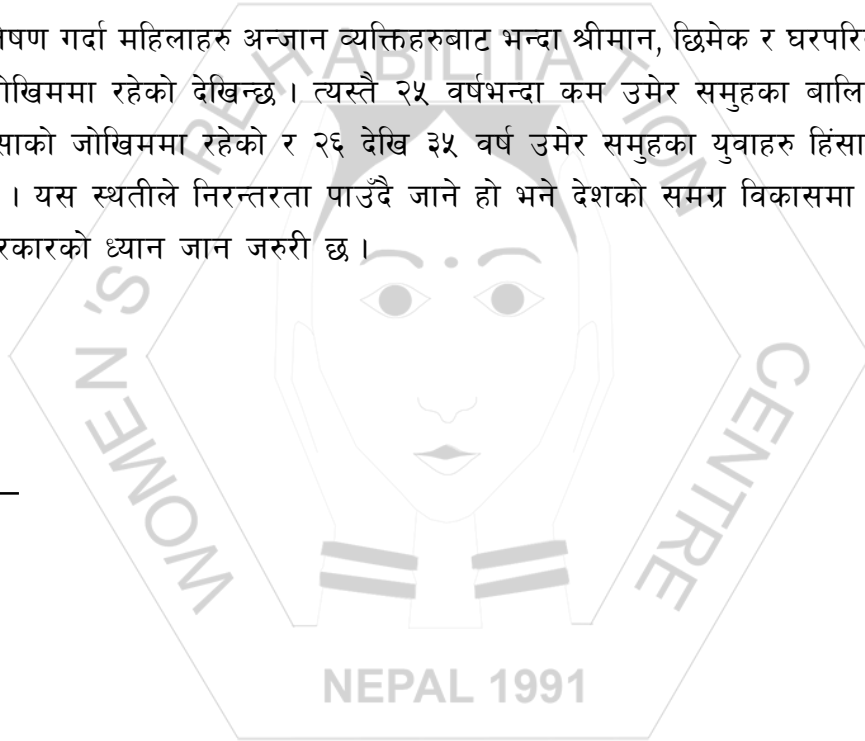 षण गर्दा महिलाहरु अन्जान व्यक्तिहरुबाट भन्दा श्रीमान, छिमेक र घरपरि
ोखिममा रहेको देखिन्छ । त्यस्तै २५ वर्षभन्दा कम उमेर समुहका बालि
साको जोखिममा रहेको र २६ देखि ३५ वर्ष उमेर समुहका युवाहरु हिंसा
। यस स्थतीले निरन्तरता पाउँदै जाने हो भने देशको समग्र विकासमा
रकारको ध्यान जान जरुरी छ ।
WOMEN'S REHABILITATION CENTRE
NEPAL 1991